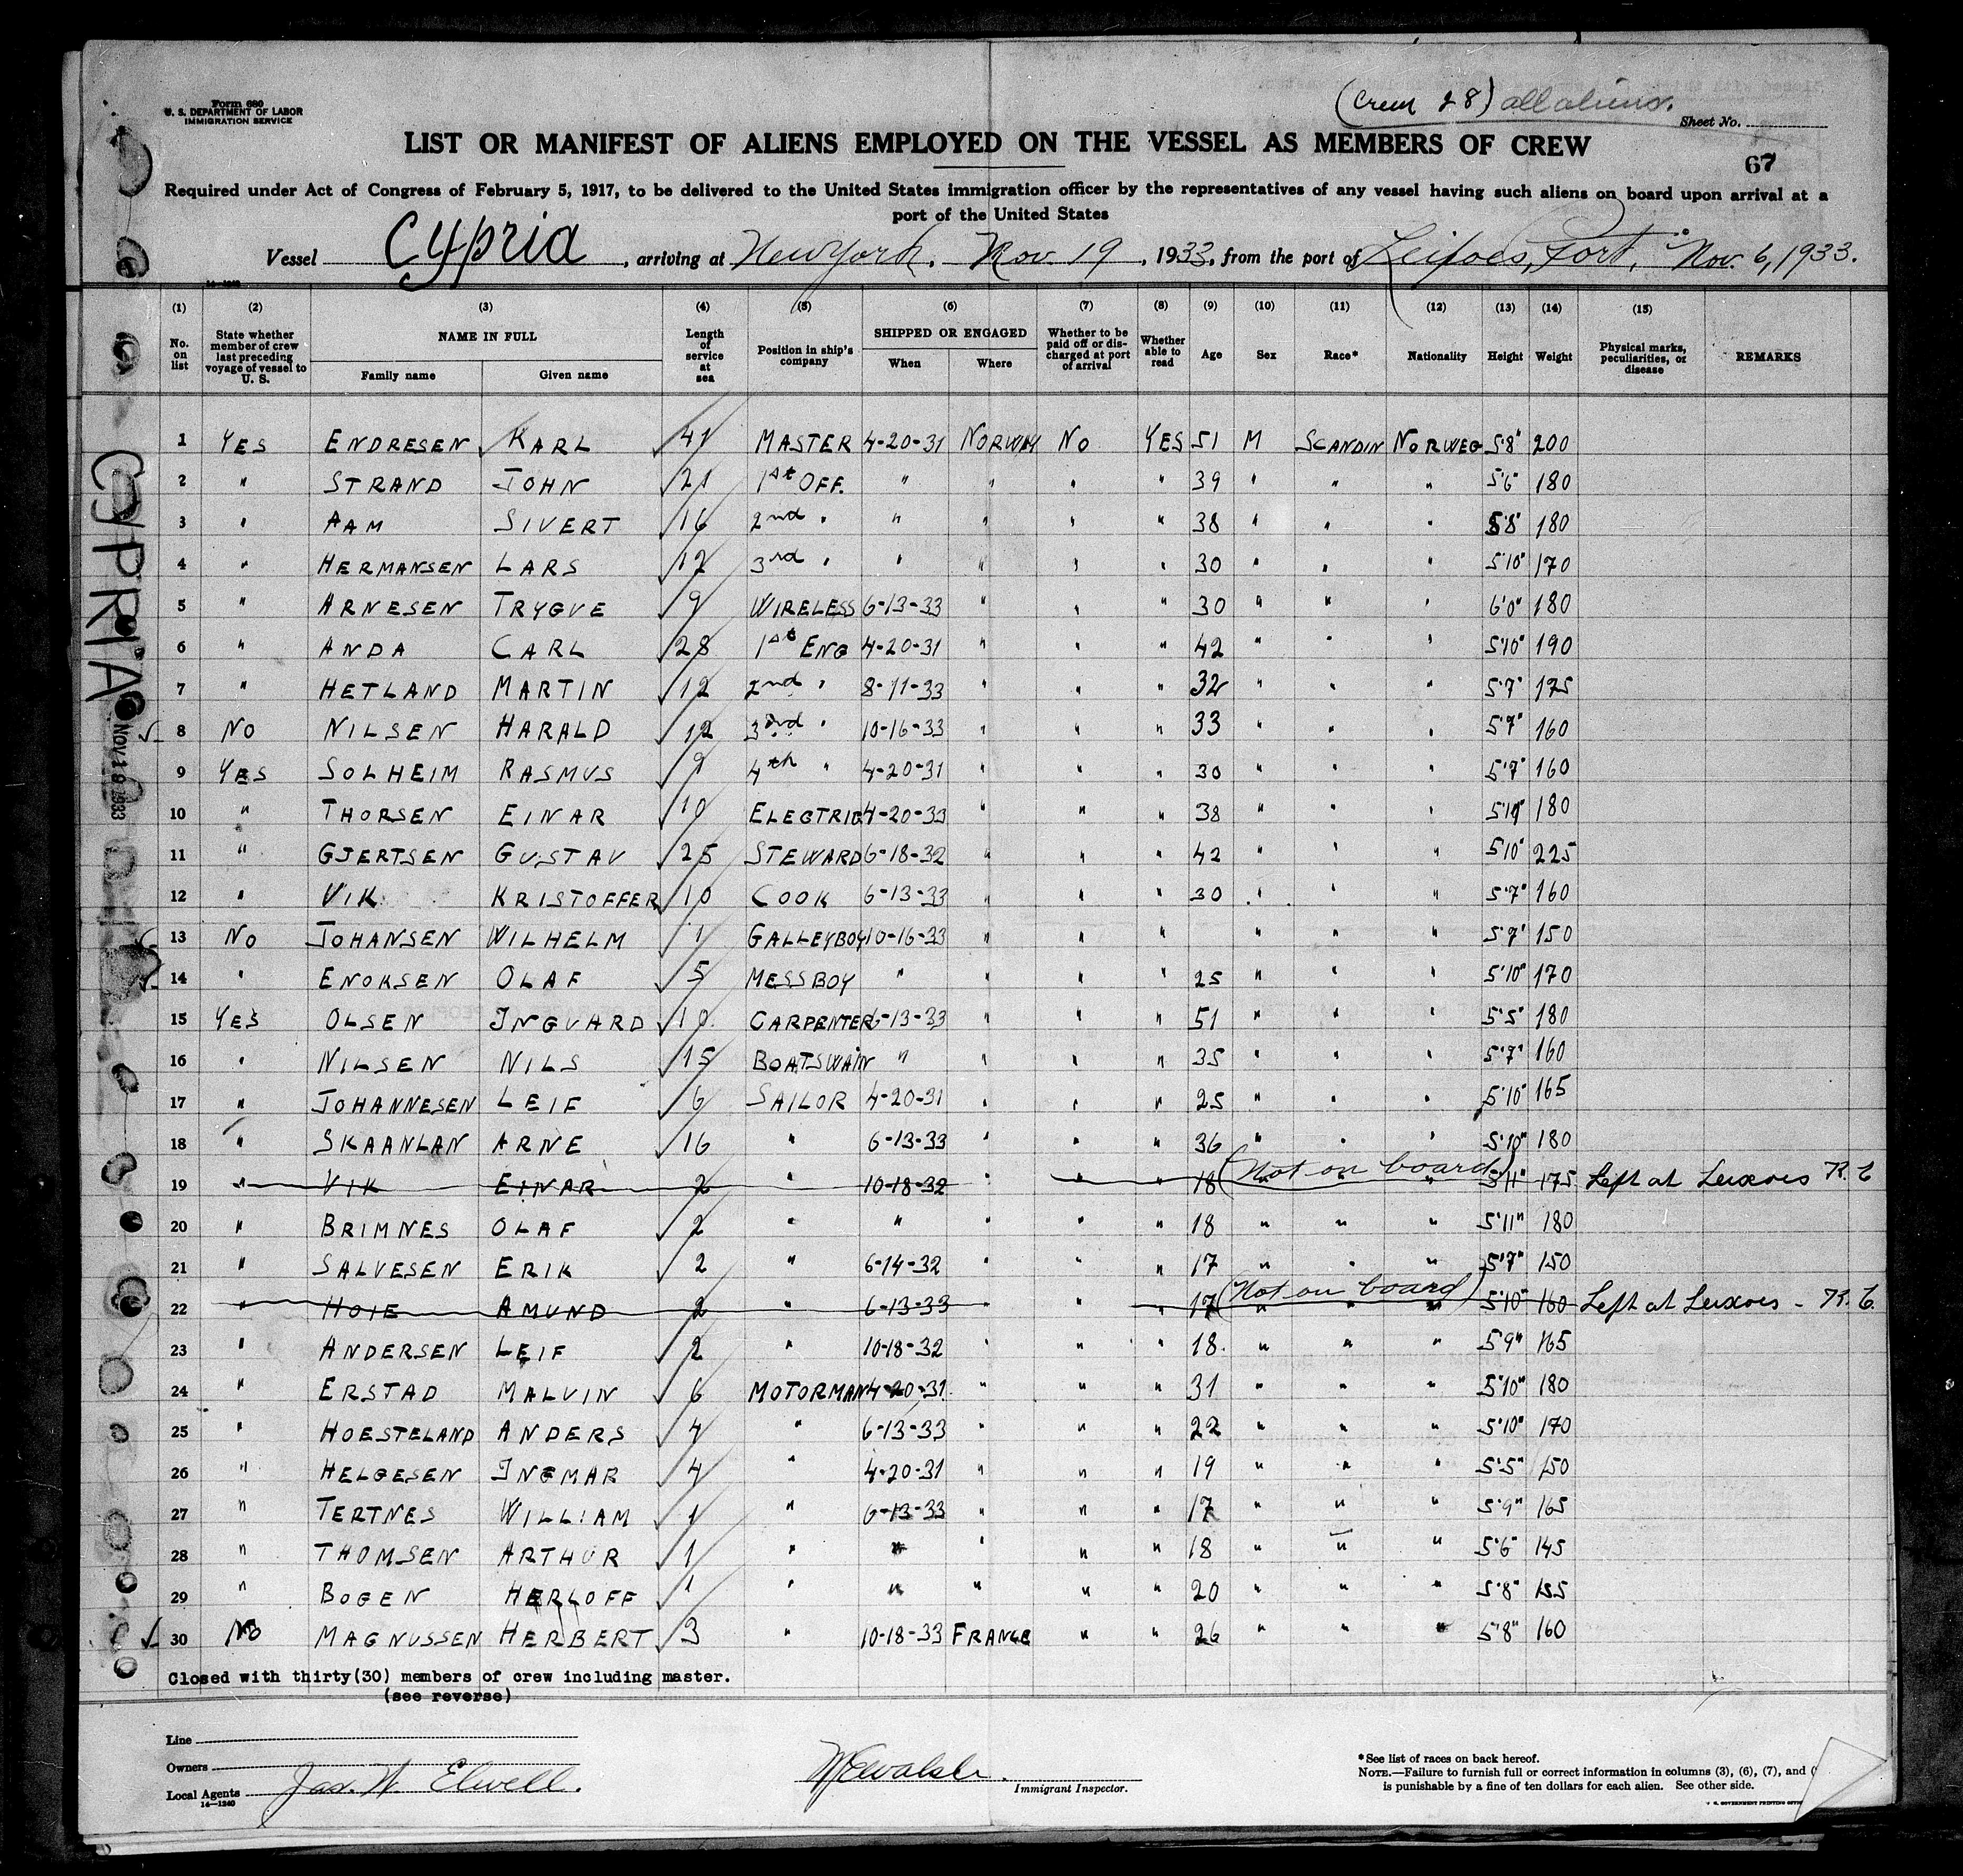 Form 680
U. S. DEPARTMENT OF LABOR
IMMIGRATION SERVICE
(Crew 28) all aliens.
Sheet No.
LIST OR MANIFEST OF ALIENS EMPLOYED ON THE VESSEL AS MEMBERS OF CREW
67
Required under Act of Congress of February 5, 1917, to be delivered to the United States immigration officer by the representatives of any vessel having such aliens on board upon arrival at a
port of the United States
Vessel Cypria, arriving at New York, Nov. 19, 1933, from the port of Leixoes, Port, Nov. 6, 1933.
14—1240
(1) (2) (3) (4) (5) (6) (7) (8) (9) (10) (11) (12) (13) (14) (15)
No. on list State whether member of crew last preceding voyage of vessel to U. S. NAME IN FULL Family name Given name Length of service at sea Position in ship's company SHIPPED OR ENGAGED When Where Whether to be paid off or discharged at port of arrival Whether able to read Age Sex Race* Nationality Height Weight Physical marks, peculiarities, or disease REMARKS
1 YES ENDRESEN KARL 41 MASTER 4-20-31 NORWAY NO YES 51 M SCANDIN NORWEG 5'8" 200
2 " STRAND JOHN 21 1st OFF. " " " " 39 " " " 5'6" 180
3 " AAM SIVERT 16 2nd " " " " " 38 " " " 5'8" 180
4 " HERMANSEN LARS 12 3rd " " " " " 30 " " " 5'10" 170
5 " ARNESEN TRYGVE 9 WIRELESS 6-13-33 " " " 30 " " " 6'0" 180
6 " ANDA CARL 28 1st ENG 4-20-31 " " " 42 " " " 5'10" 190
7 " HETLAND MARTIN 12 2nd " 8-11-33 " " " 32 " " " 5'7" 175
8 NO NILSEN HARALD 12 3rd " 10-16-33 " " " 33 " " " 5'7" 160
9 YES SOLHEIM RASMUS 9 4th " 4-20-31 " " " 30 " " " 5'7" 160
10 " THORSEN EINAR 10 ELECTRIC 4-20-33 " " " 38 " " " 180
11 " GJERTSEN GUSTAV 25 STEWARD 6-18-32 " " " 42 " " " 5'10" 225
12 " VIK KRISTOFFER 10 COOK 6-13-33 " " " 30 " " " 5'7" 160
13 NO JOHANSEN WILHELM 1 GALLEYBOY 10-16-33 " " " " " " 5'7" 150
14 " ENOKSEN OLAF 5 MESSBOY " " " " 25 " " " 5'10" 170
15 YES OLSEN INGVARD 10 CARPENTER 6-13-33 " " " 51 " " " 5'5" 180
16 " NILSEN NILS 15 BOATSWAIN " " " " 35 " " " 5'7" 160
17 " JOHANNESEN LEIF 6 SAILOR 4-20-31 " " " 25 " " " 5'10" 165
18 " SKAANLAN ARNE 16 " 6-13-33 " " " 36 " " " 5'10" 180
19 " VIK EINAR 2 " 10-18-32 " " " 18 (Not on board) " " " 5'11" 175 Left at Leixoes
20 " BRIMNES OLAF 2 " " " " " 18 " " " 5'11" 180
21 " SALVESEN ERIK 2 " 6-14-32 " " " 17 " " " 5'7" 150
22 " HOIE AMUND 2 " 6-13-33 " " " 17 (Not on board) " " " 5'10" 160 Left at Leixoes
23 " ANDERSEN LEIF 2 " 10-18-32 " " " 18 " " " 5'9" 165
24 " ERSTAD MALVIN 6 MOTORMAN 4-20-31 " " " 31 " " " 5'10" 180
25 " HOESTELAND ANDERS 4 " 6-13-33 " " " 22 " " " 5'10" 170
26 " HELGESEN INGMAR 4 " 4-20-31 " " " 19 " " " 5'5" 150
27 " TERTNES WILLIAM 1 " 6-13-33 " " " 17 " " " 5'9" 165
28 " THOMSEN ARTHUR 1 " " " " " 18 " " " 5'6" 145
29 " BOGEN HERLOFF 1 " " " " " 20 " " " 5'8" 155
30 NO MAGNUSSEN HERBERT 3 " 10-18-33 FRANCE " " 26 " " " 5'8" 160
CYPRIA
NOV 19 1933
Closed with thirty(30) members of crew including master.
(see reverse)
Line
Owners
Local Agents Jas. W. Elwell.
14—1240
Immigrant Inspector.
*See list of races on back hereof.
NOTE.—Failure to furnish full or correct information in columns (3), (6), (7), and (
is punishable by a fine of ten dollars for each alien. See other side.
U. S. GOVERNMENT PRINTING OFFICE